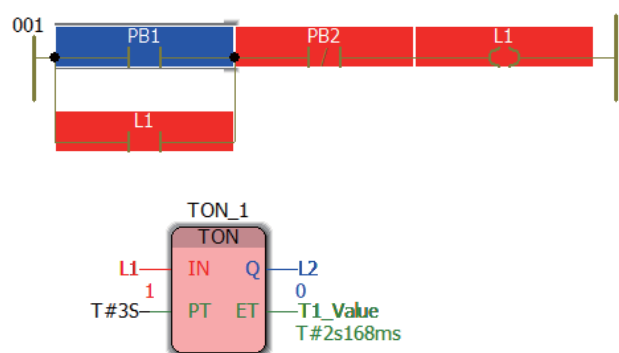 001
PB1 PB2 L1
L1
TON_1
TON
L1 IN Q L2
1 0
T#3S PT ET T1_Value
T#2s168ms